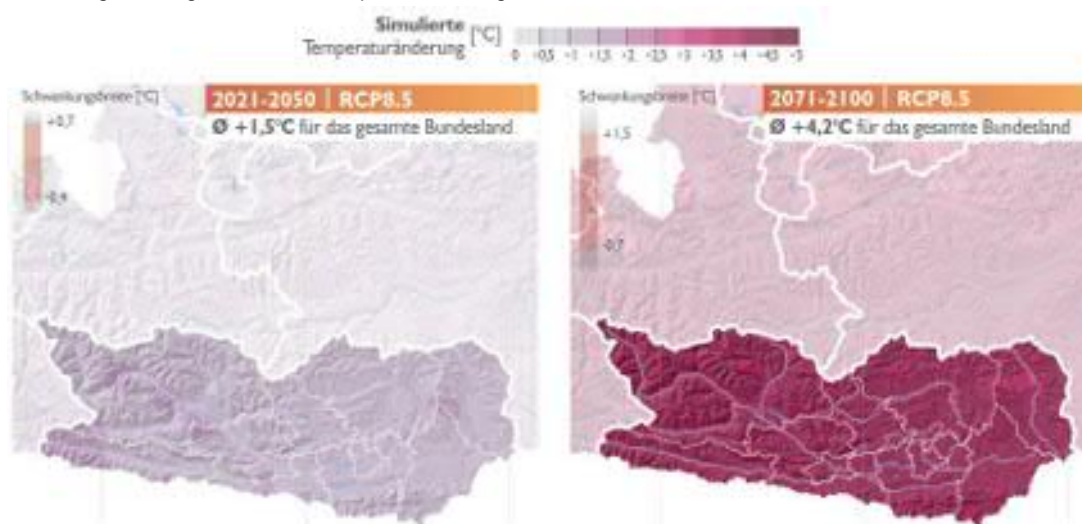 Simulierte
Temperaturänderung [°C]
0 +0,5 +1 +1,5 +2 +2,5 +3 +3,5 +4 +4,5 +5
Schwankungsbreite [°C]
+0,7
-0,9
2021-2050 | RCP8.5
Ø +1,5°C für das gesamte Bundesland
Schwankungsbreite [°C]
+1,5
-0,7
2071-2100 | RCP8.5
Ø +4,2°C für das gesamte Bundesland